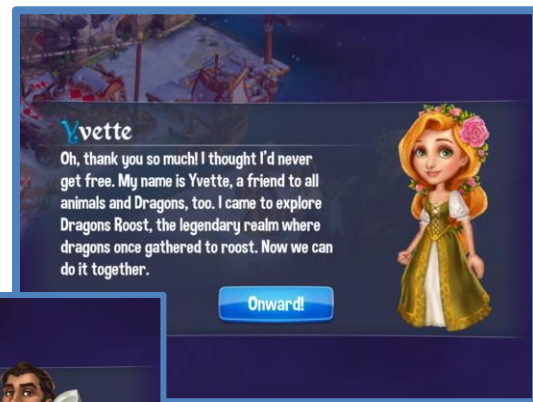 Yvette
Oh, thank you so much! I thought I'd never
get free. My name is Yvette, a friend to all
animals and Dragons, too. I came to explore
Dragons Roost, the legendary realm where
dragons once gathered to roost. Now we can
do it together.
Onward!